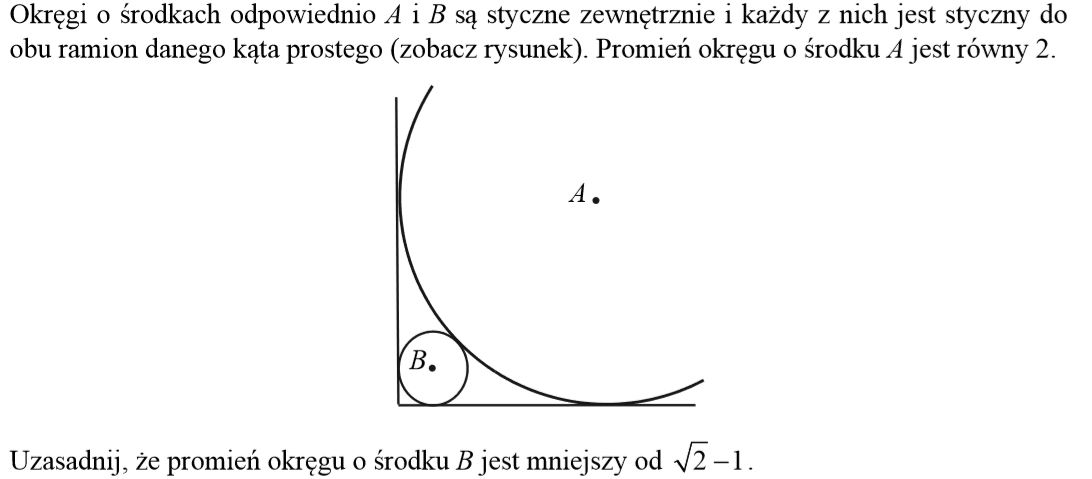 Okręgi o środkach odpowiednio A i B są styczne zewnętrznie i każdy z nich jest styczny do
obu ramion danego kąta prostego (zobacz rysunek). Promień okręgu o środku A jest równy 2.
A
B
Uzasadnij, że promień okręgu o środku B jest mniejszy od √2 −1.